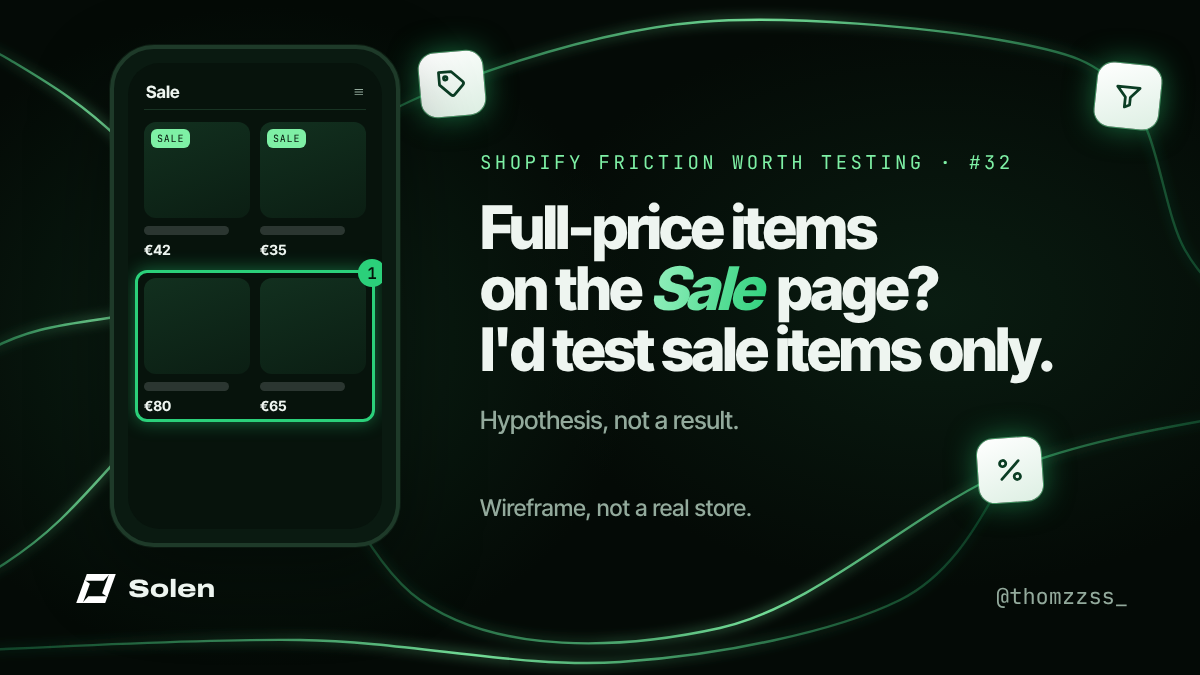 Sale
SALE SALE
€42 €35
1
€80 €65
SHOPIFY FRICTION WORTH TESTING · #32
Full-price items
on the Sale page?
I'd test sale items only.
Hypothesis, not a result.
Wireframe, not a real store.
Solen
@thomzzss_